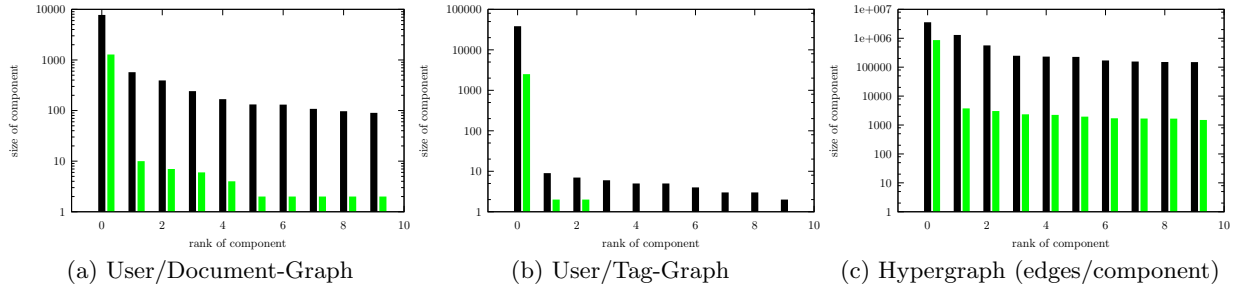 10000
1000
100
10
1
size of component
0 2 4 6 8 10
rank of component
(a) User/Document-Graph
100000
10000
1000
100
10
1
size of component
0 2 4 6 8 10
rank of component
(b) User/Tag-Graph
1e+007
1e+006
100000
10000
1000
100
10
1
size of component
0 2 4 6 8 10
rank of component
(c) Hypergraph (edges/component)